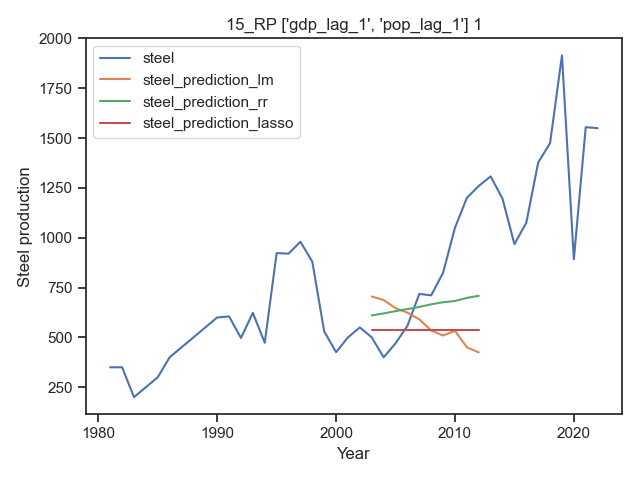 15_RP ['gdp_lag_1', 'pop_lag_1'] 1
steel
steel_prediction_lm
steel_prediction_rr
steel_prediction_lasso
2000
1750
1500
1250
1000
750
500
250
Steel production
1980
1990
2000
2010
2020
Year